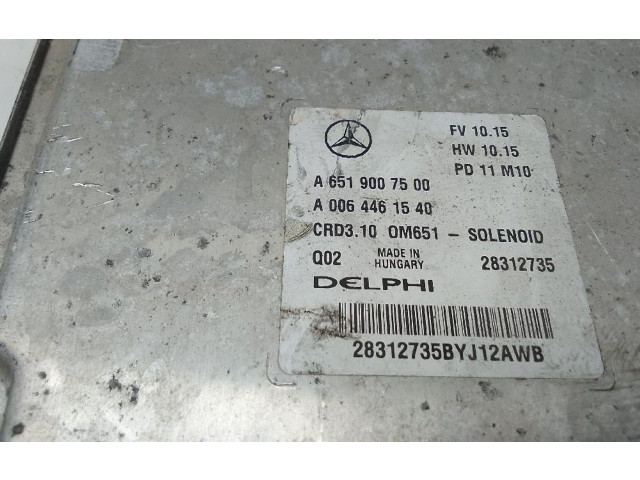 FV 10.15
HW 10.15
PD 11 M10
A 651 900 75 00
A 006 446 15 40
CRD3.10 OM651 - SOLENOID
Q02 MADE IN HUNGARY 28312735
DELPHI
28312735BYJ12AWB